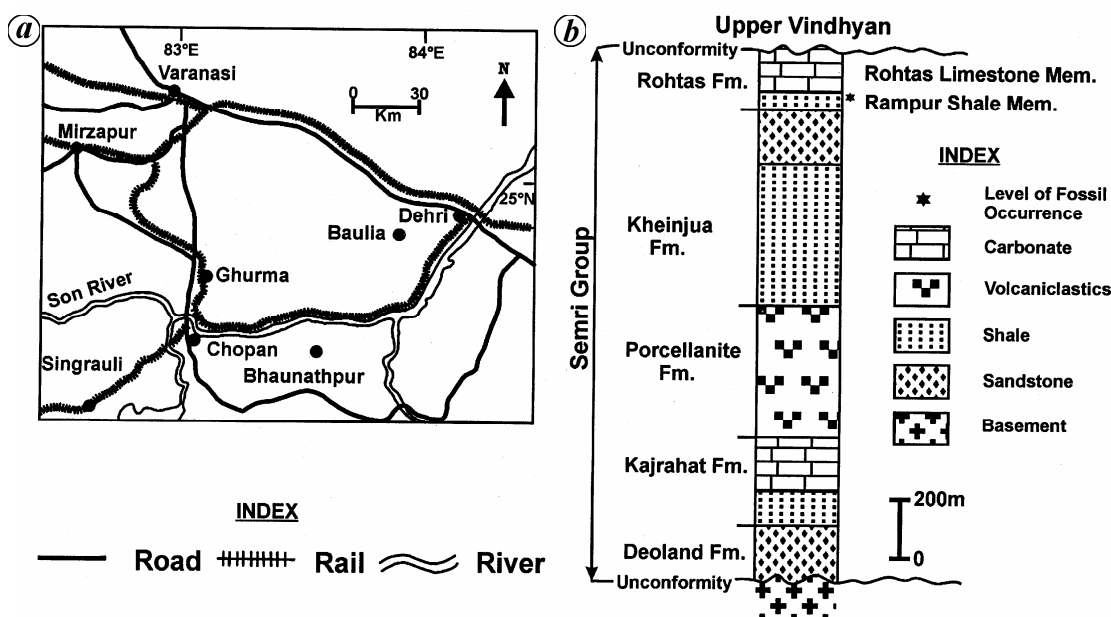 a
83°E
84°E
Varanasi
N
0 30
Km
Mirzapur
25°N
Dehri
Baulia
Ghurma
Son River
Chopan
Singrauli
Bhaunathpur
INDEX
Road
Rail
River
b
Upper Vindhyan
Unconformity
Rohtas Fm.
Rohtas Limestone Mem.
Rampur Shale Mem.
Kheinjua
Fm.
Semri Group
Porcellanite
Fm.
Kajrahat Fm.
Deoland Fm.
Unconformity
INDEX
Level of Fossil
Occurrence
Carbonate
Volcaniclastics
Shale
Sandstone
Basement
200m
0